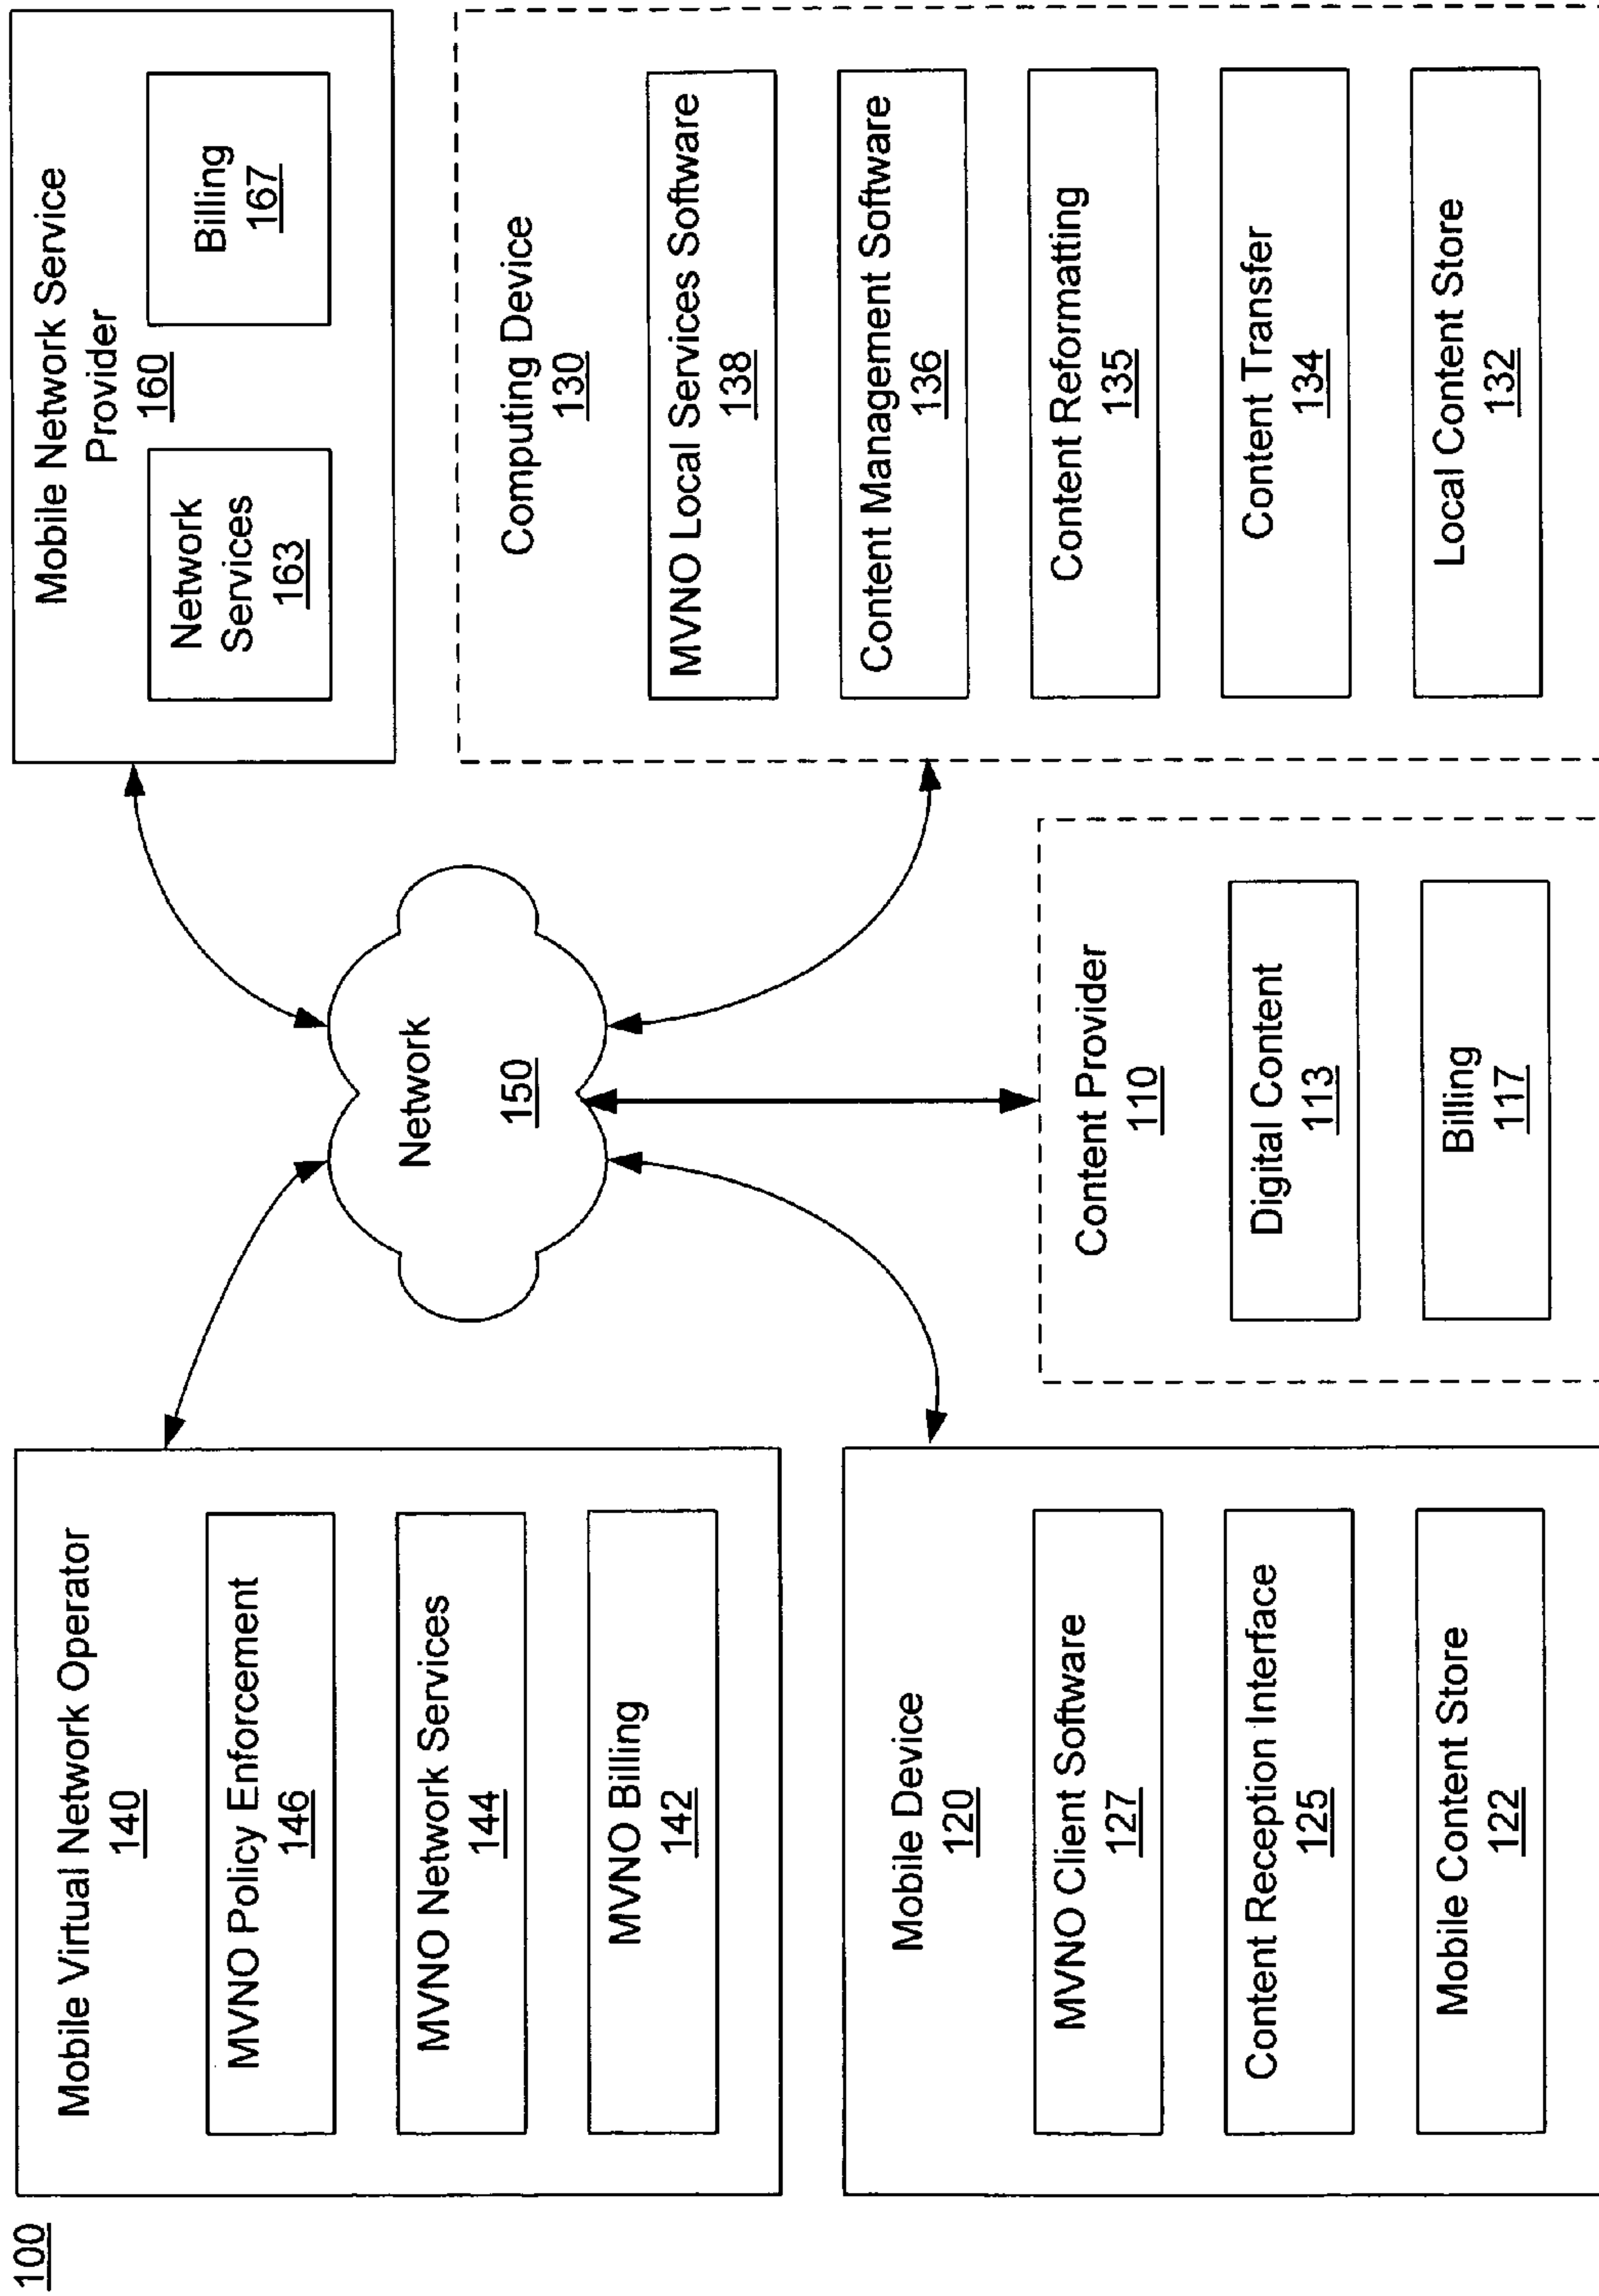 100
Mobile Virtual Network Operator
140
MVNO Policy Enforcement
146
MVNO Network Services
144
MVNO Billing
142
Network
150
Mobile Network Service
Provider
160
Network
Services
163
Billing
167
Mobile Device
120
MVNO Client Software
127
Content Reception Interface
125
Mobile Content Store
122
Content Provider
110
Digital Content
113
Billing
117
Computing Device
130
MVNO Local Services Software
138
Content Management Software
136
Content Reformatting
135
Content Transfer
134
Local Content Store
132